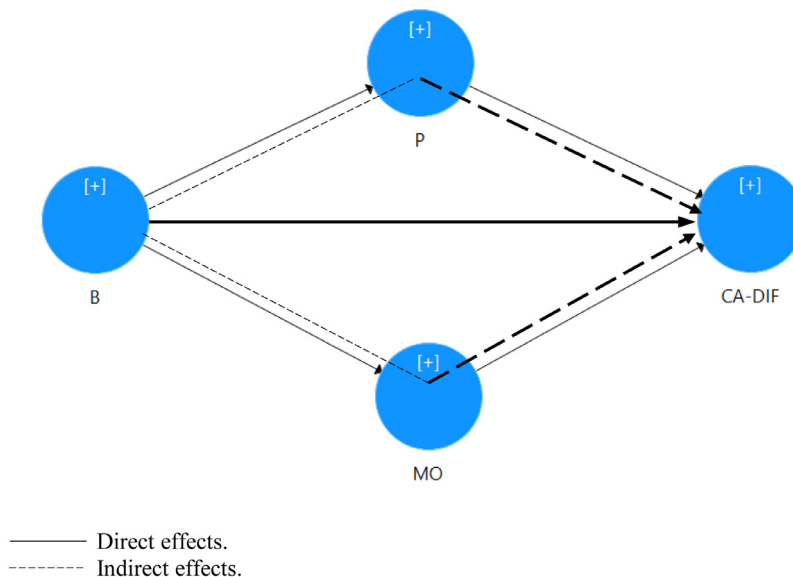 [+]
P
[+]
B
[+]
CA-DIF
[+]
MO
Direct effects.
Indirect effects.